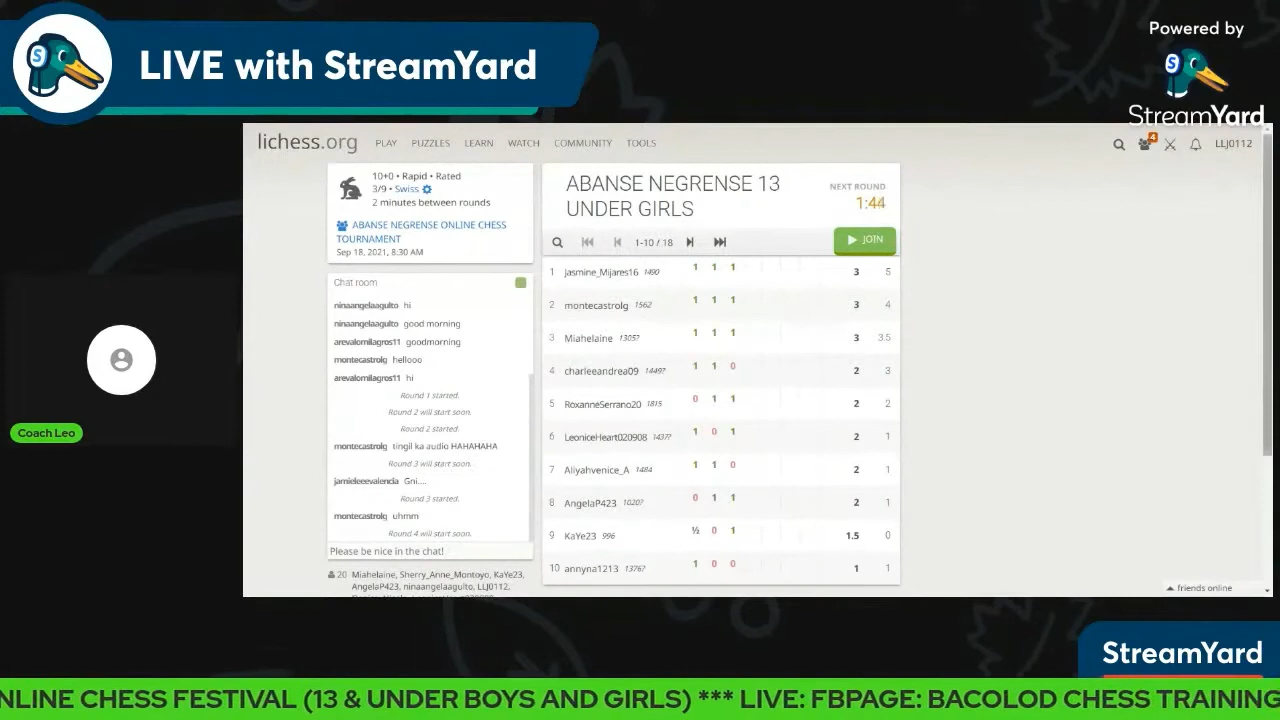 LIVE with StreamYard
Powered by
StreamYard
lichess.org PLAY PUZZLES LEARN WATCH COMMUNITY TOOLS
4
LLJ0112
10+0 • Rapid • Rated
3/9 • Swiss
2 minutes between rounds
ABANSE NEGRENSE ONLINE CHESS
TOURNAMENT
Sep 18, 2021, 8:30 AM
Chat room
ninaangelaagulto hi
ninaangelaagulto good morning
arevalomilagros11 goodmorning
montecastrolg hellooo
arevalomilagros11 hi
Round 1 started.
Round 2 will start soon.
Round 2 started.
montecastrolg tingil ka audio HAHAHAHA
Round 3 will start soon.
jamieleeevalencia Gni....
Round 3 started.
montecastrolg uhmm
Round 4 will start soon.
Please be nice in the chat!
20 Miahelaine, Sherry_Anne_Montoyo, KaYe23,
AngelaP423, ninaangelaagulto, LLJ0112,
ABANSE NEGRENSE 13
UNDER GIRLS
NEXT ROUND
1:44
1-10 / 18
JOIN
1 Jasmine_Mijares16 1490 1 1 1 3 5
2 montecastrolg 1562 1 1 1 3 4
3 Miahelaine 1305? 1 1 1 3 3.5
4 charleeandrea09 1449? 1 1 0 2 3
5 RoxanneSerrano20 1815 0 1 1 2 2
6 LeoniceHeart020908 1437? 1 0 1 2 1
7 Aliyahvenice_A 1484 1 1 0 2 1
8 AngelaP423 1020? 0 1 1 2 1
9 KaYe23 996 ½ 0 1 1.5 0
10 annyna1213 1376? 1 0 0 1 1
friends online
Coach Leo
StreamYard
NLINE CHESS FESTIVAL (13 & UNDER BOYS AND GIRLS) *** LIVE: FBPAGE: BACOLOD CHESS TRAINING